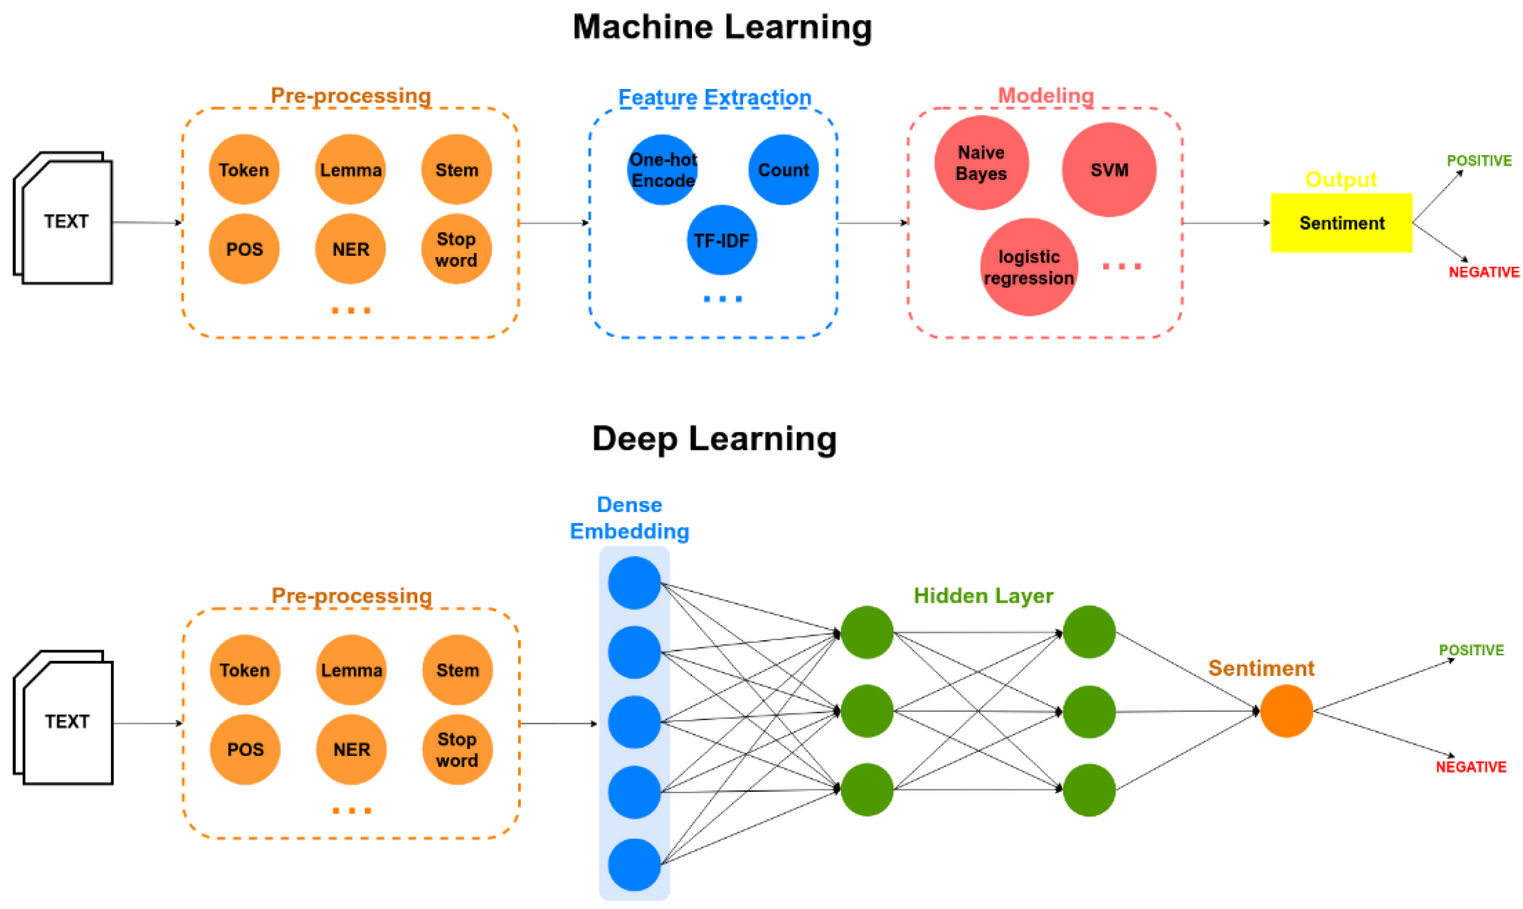 Machine Learning
Pre-processing
Feature Extraction
Modeling
Token
Lemma
Stem
One-hot
Encode
Count
Naive
Bayes
SVM
POSITIVE
Output
TEXT
Sentiment
POS
NER
Stop
word
TF-IDF
logistic
regression
...
...
...
NEGATIVE
Deep Learning
Dense
Embedding
Pre-processing
Hidden Layer
Token
Lemma
Stem
Sentiment
POSITIVE
TEXT
POS
NER
Stop
word
...
NEGATIVE